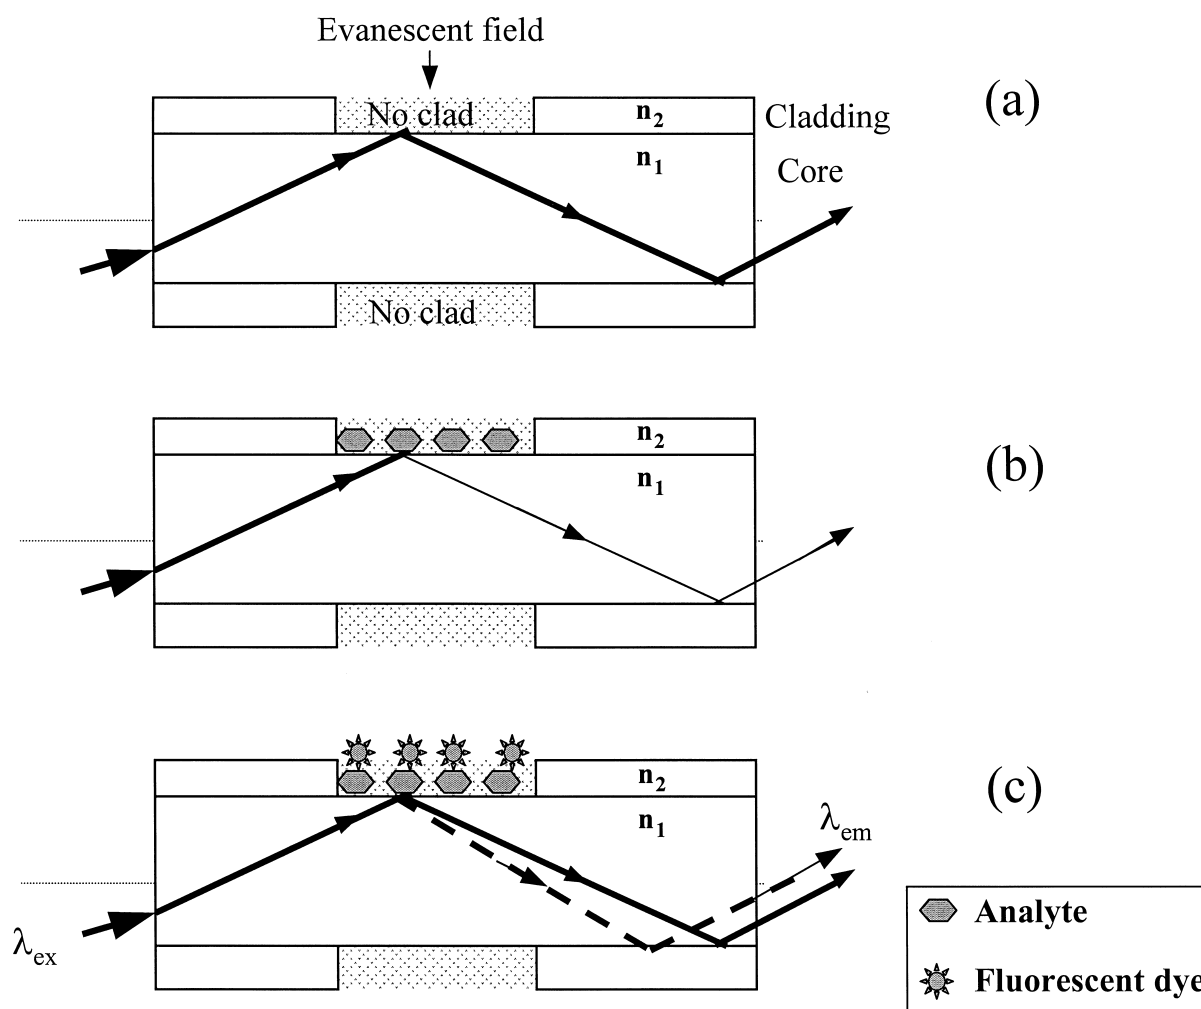 Evanescent field
No clad
n₂
Cladding
(a)
n₁
Core
No clad
n₂
(b)
n₁
n₂
(c)
n₁
λem
λex
Analyte
Fluorescent dye